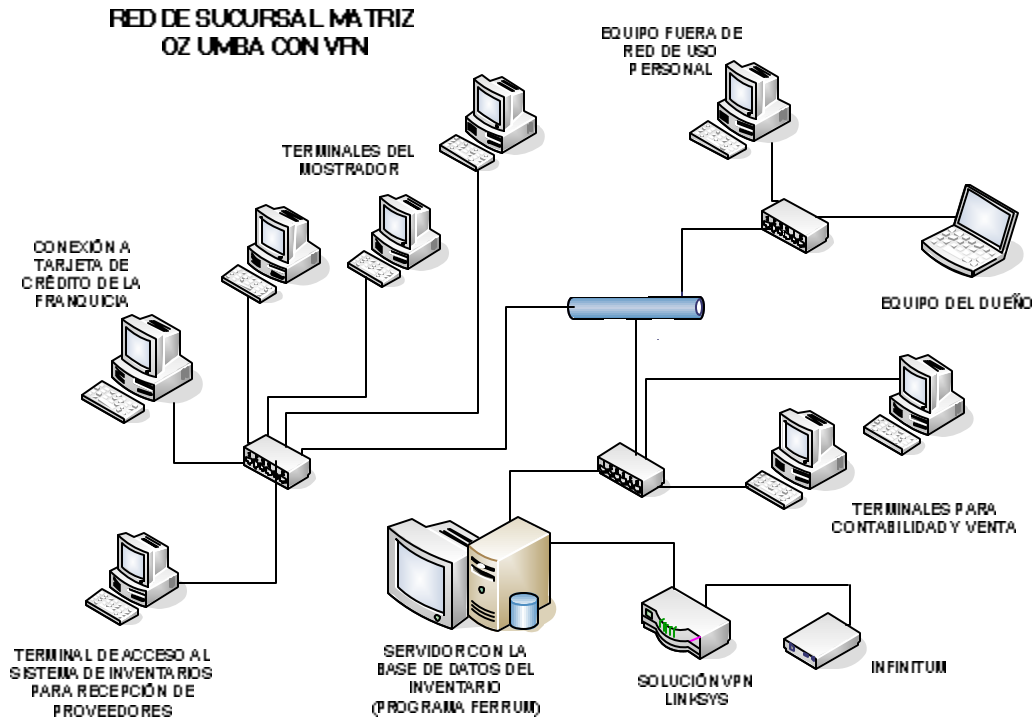 RED DE SUCURSAL MATRIZ
OZUMBA CON VPN
EQUIPO FUERA DE
RED DE USO
PERSONAL
TERMINALES DEL
MOSTRADOR
CONEXIÓN A
TARJETA DE
CRÉDITO DE LA
FRANQUICIA
EQUIPO DEL DUEÑO
TERMINALES PARA
CONTABILIDAD Y VENTA
TERMINAL DE ACCESO AL
SISTEMA DE INVENTARIOS
PARA RECEPCIÓN DE
PROVEEDORES
SERVIDOR CON LA
BASE DE DATOS DEL
INVENTARIO
(PROGRAMA FERRUM)
SOLUCIÓN VPN
LINKSYS
INFINITUM